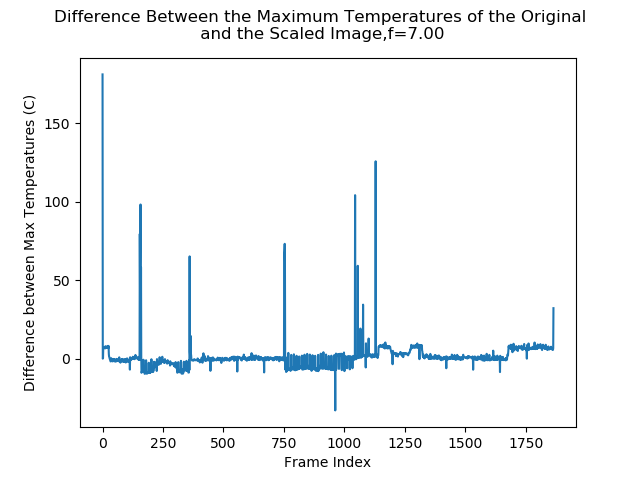 Difference Between the Maximum Temperatures of the Original
and the Scaled Image,f=7.00
150
100
50
0
Difference between Max Temperatures (C)
0 250 500 750 1000 1250 1500 1750
Frame Index